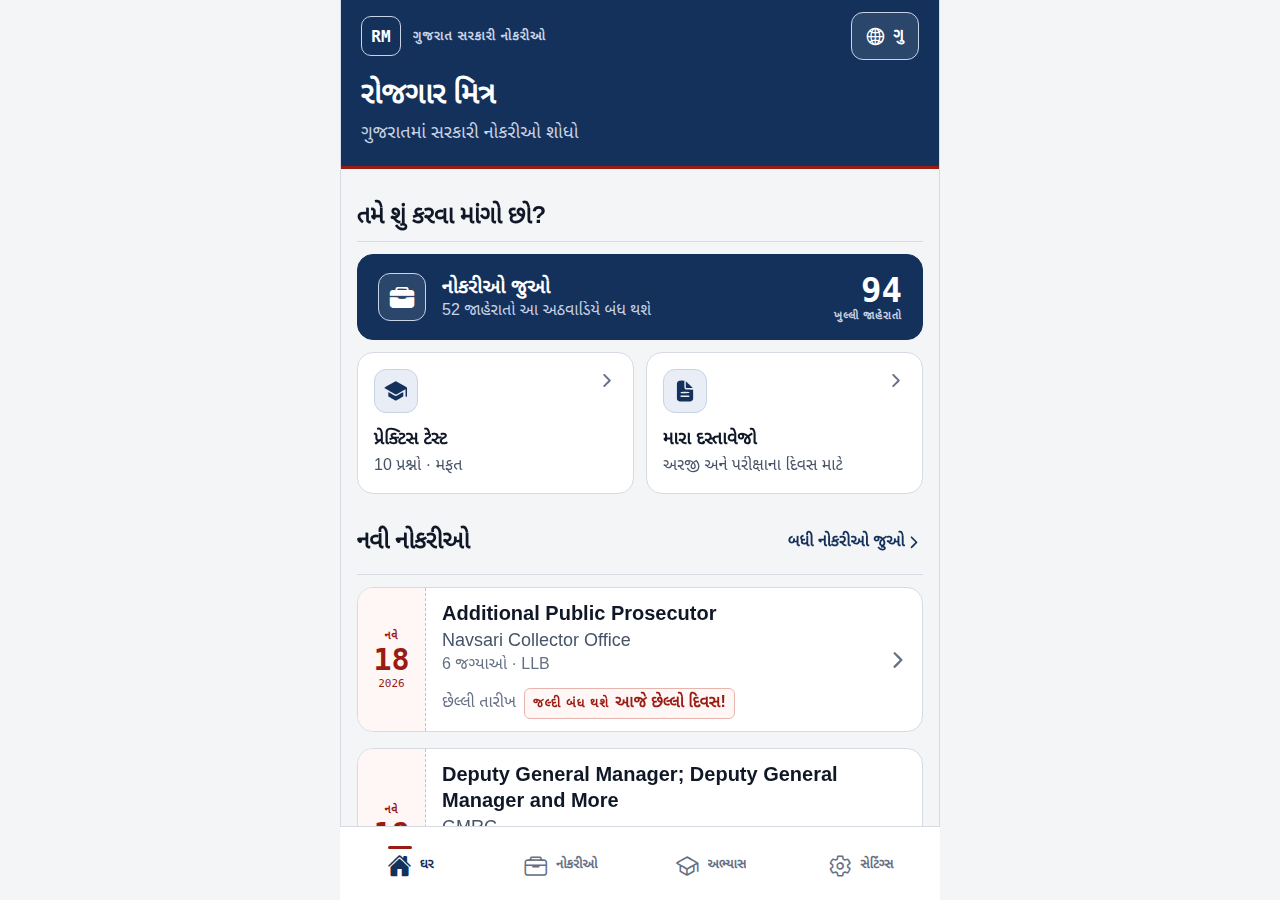 RM
ગુજરાત સરકારી નોકરીઓ
ગુ
રોજગાર મિત્ર
ગુજરાતમાં સરકારી નોકરીઓ શોધો
તમે શું કરવા માંગો છો?
નોકરીઓ જુઓ
52 જાહેરાતો આ અઠવાડિયે બંધ થશે
94
ખુલ્લી જાહેરાતો
પ્રેક્ટિસ ટેસ્ટ
10 પ્રશ્નો · મફત
મારા દસ્તાવેજો
અરજી અને પરીક્ષાના દિવસ માટે
નવી નોકરીઓ
બધી નોકરીઓ જુઓ
નવે
18
2026
Additional Public Prosecutor
Navsari Collector Office
6 જગ્યાઓ · LLB
છેલ્લી તારીખ જલ્દી બંધ થશે આજે છેલ્લો દિવસ!
નવે
Deputy General Manager; Deputy General
Manager and More
GMRC
ઘર
નોકરીઓ
અભ્યાસ
સેટિંગ્સ